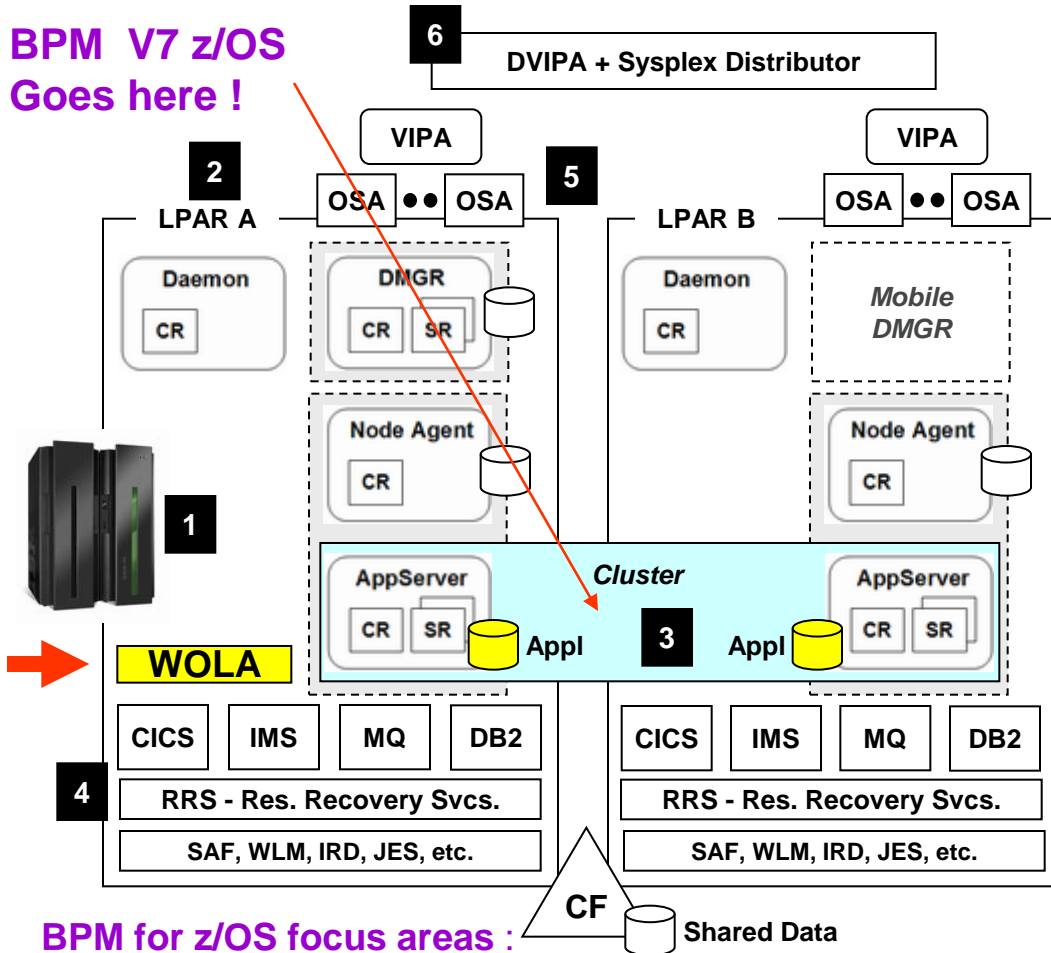 BPM V7 z/OS
Goes here !
6
DVIPA + Sysplex Distributor
VIPA
VIPA
2
5
OSA
OSA
OSA
OSA
LPAR A
LPAR B
Daemon
CR
DMGR
CR
SR
Daemon
CR
Mobile
DMGR
Node Agent
CR
Node Agent
CR
1
AppServer
CR
SR
Appl
Cluster
3
Appl
AppServer
CR
SR
WOLA
CICS
IMS
MQ
DB2
CICS
IMS
MQ
DB2
4
RRS - Res. Recovery Svcs.
RRS - Res. Recovery Svcs.
SAF, WLM, IRD, JES, etc.
SAF, WLM, IRD, JES, etc.
CF
Shared Data
BPM for z/OS focus areas :